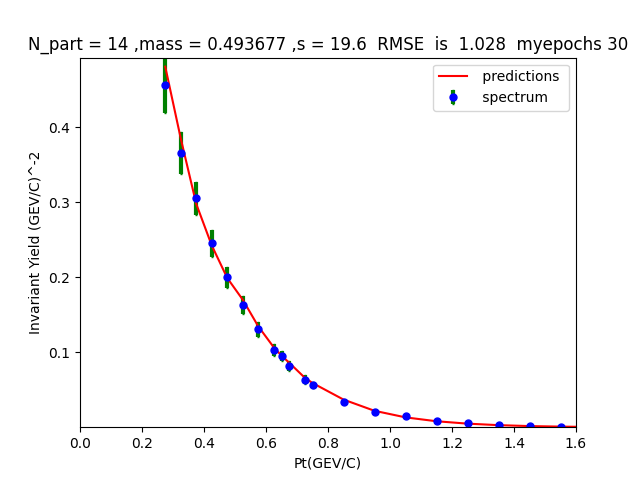 N_part = 14 ,mass = 0.493677 ,s = 19.6  RMSE  is  1.028  myepochs 30
predictions
spectrum
Invariant Yield (GEV/C)^-2
0.4
0.3
0.2
0.1
0.0 0.2 0.4 0.6 0.8 1.0 1.2 1.4 1.6
Pt(GEV/C)